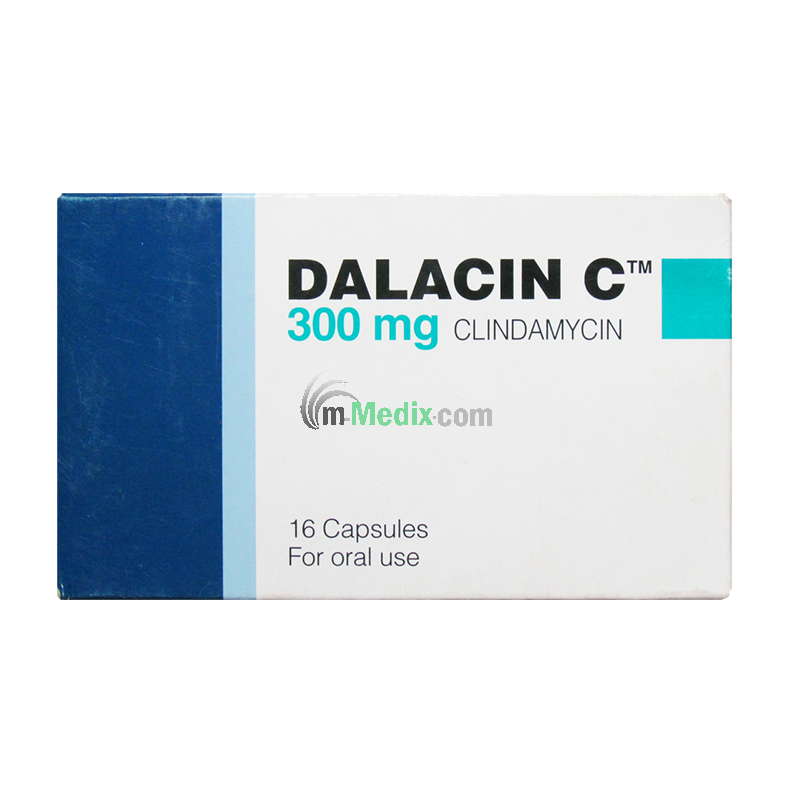 DALACIN C™
300 mg CLINDAMYCIN
m-Medix.com
16 Capsules
For oral use